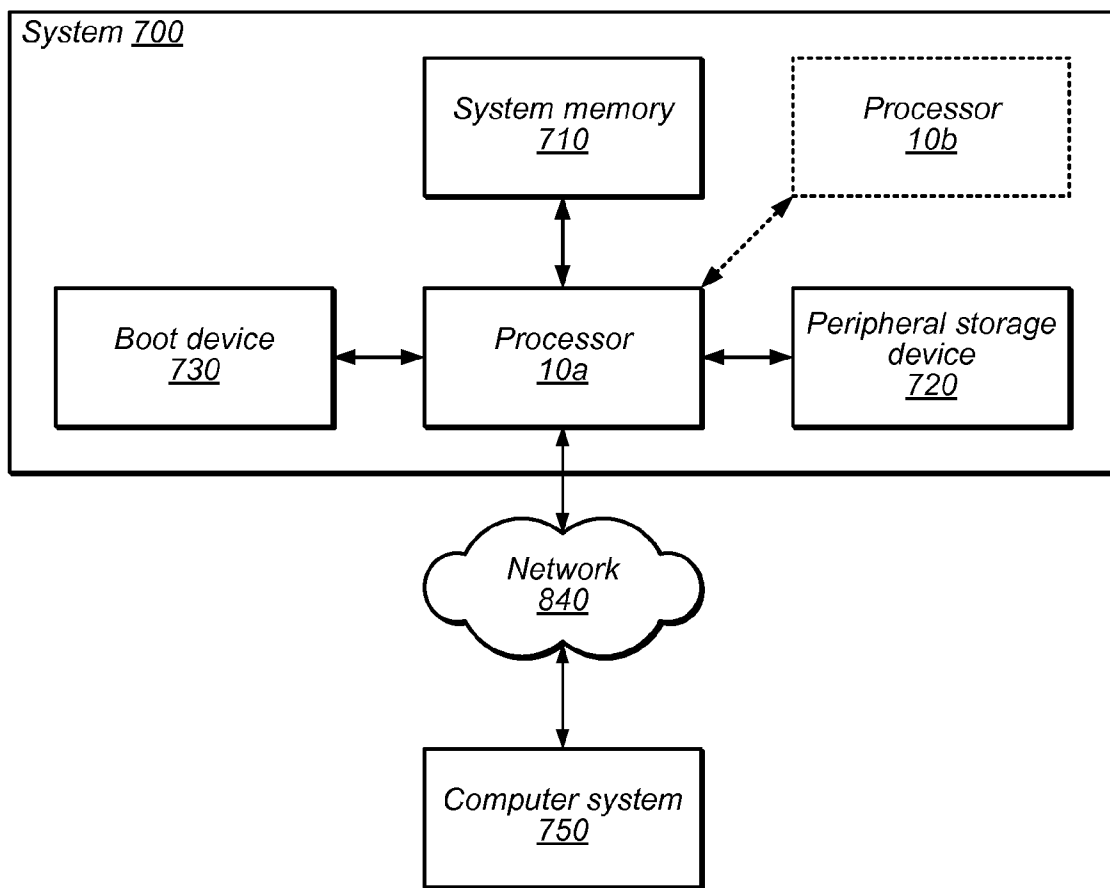 System 700
System memory
710
Processor
10b
Boot device
730
Processor
10a
Peripheral storage
device
720
Network
840
Computer system
750